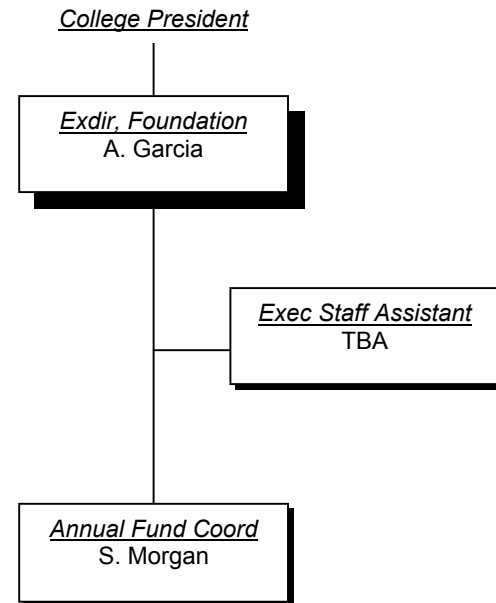 College President
Exdir, Foundation
A. Garcia
Exec Staff Assistant
TBA
Annual Fund Coord
S. Morgan